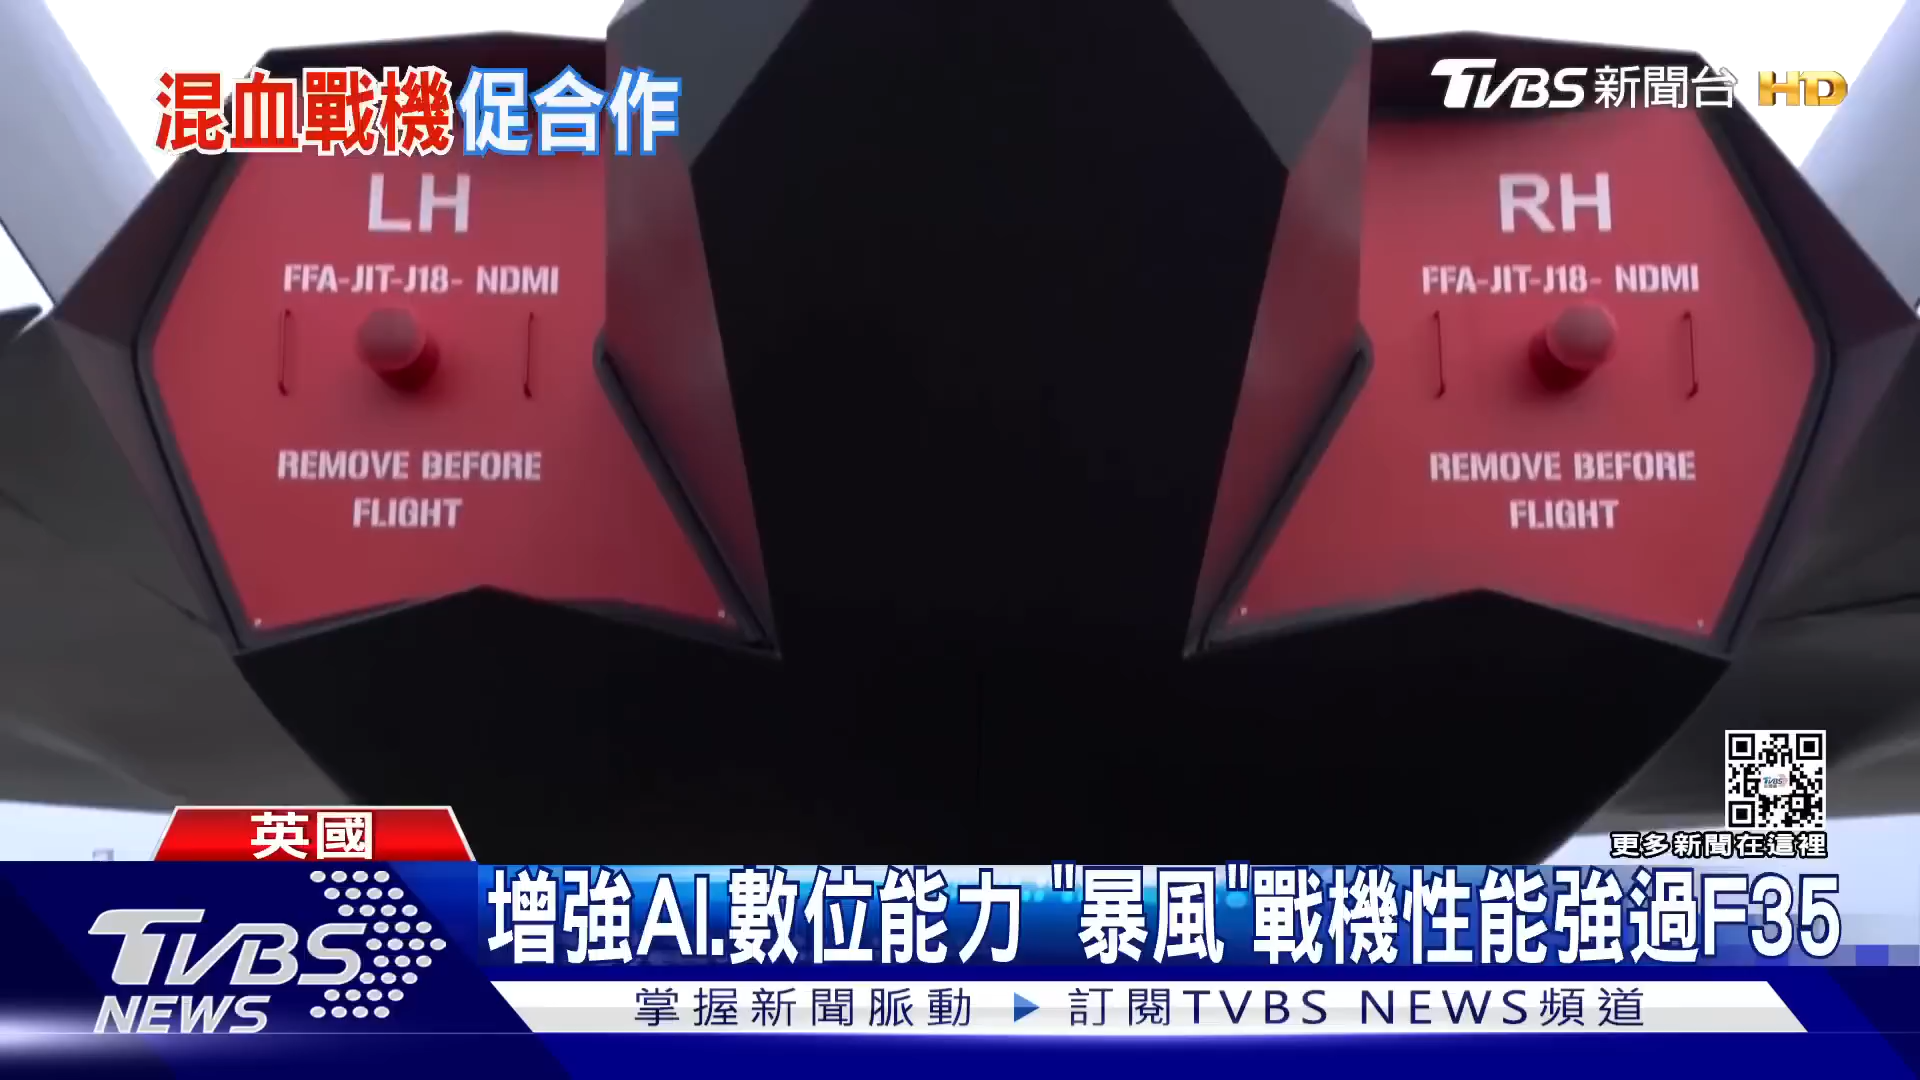 混血戰機促合作
TVBS新聞台 HD
LH
FFA-JIT-J18- NDMI
REMOVE BEFORE
FLIGHT
RH
FFA-JIT-J18- NDMI
REMOVE BEFORE
FLIGHT
TVBS
更多新聞在這裡
英國
增強AI.數位能力 "暴風"戰機性能強過F35
TVBS
NEWS
掌握新聞脈動 ▶ 訂閱TVBS NEWS頻道